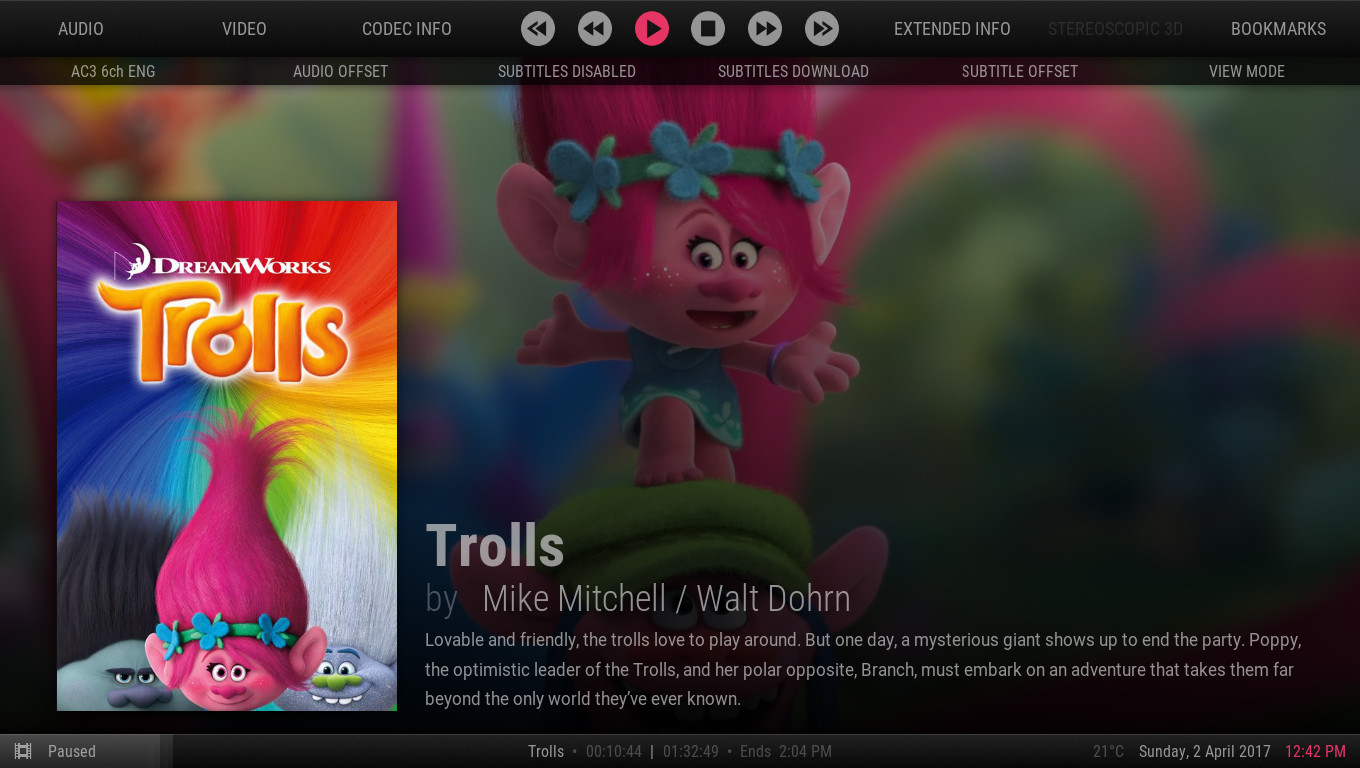 AUDIO VIDEO CODEC INFO EXTENDED INFO STEREOSCOPIC 3D BOOKMARKS
AC3 6ch ENG AUDIO OFFSET SUBTITLES DISABLED SUBTITLES DOWNLOAD SUBTITLE OFFSET VIEW MODE
DREAMWORKS
Trolls
Trolls
by Mike Mitchell / Walt Dohrn
Lovable and friendly, the trolls love to play around. But one day, a mysterious giant shows up to end the party. Poppy,
the optimistic leader of the Trolls, and her polar opposite, Branch, must embark on an adventure that takes them far
beyond the only world they’ve ever known.
Paused Trolls • 00:10:44 | 01:32:49 • Ends 2:04 PM 21°C Sunday, 2 April 2017 12:42 PM